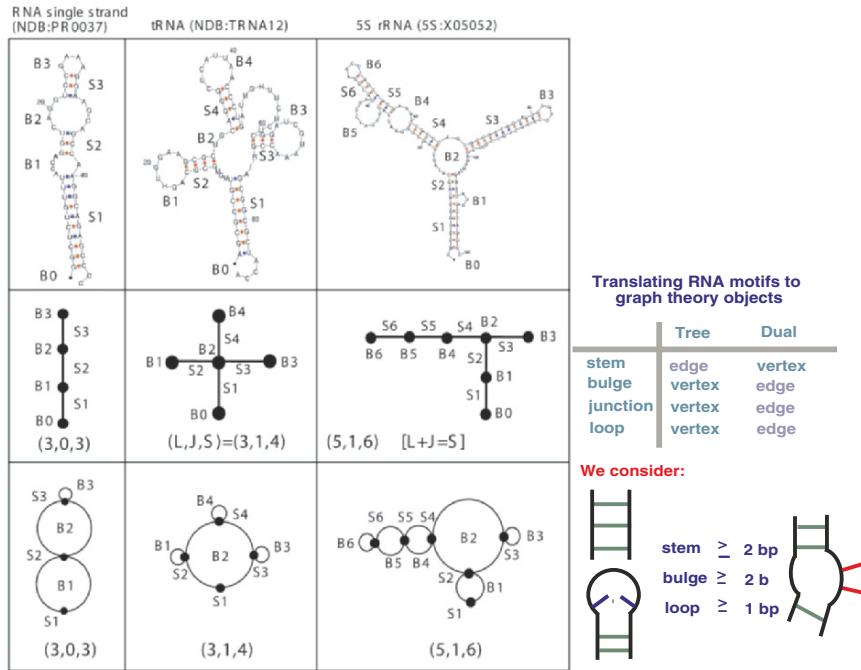 RNA single strand
(NDB:PR0037)
tRNA (NDB:TRNA12)
5S rRNA (5S:X05052)
B3
S3
B2
S2
B1
S1
B0
B4
S4
B2
B3
S3
S2
B1
S1
B0
B6
S6
S5
B4
B5
S4
S3
B3
B2
S2
B1
S1
B0
B3
S3
B2
S2
B1
S1
B0
(3,0,3)
B4
S4
B1
B2
B3
S2
S3
S1
B0
(L,J,S)=(3,1,4)
S6
S5
S4
B2
B3
B6
B5
B4
S3
S2
B1
S1
B0
(5,1,6)
[L+J=S]
S3
B3
B2
S2
B1
S1
(3,0,3)
B4
S4
B1
B2
B3
S2
S3
S1
(3,1,4)
S6
S5
S4
B2
B3
B6
B5
B4
S3
S2
B1
S1
(5,1,6)
Translating RNA motifs to
graph theory objects
Tree Dual
stem edge vertex
bulge vertex edge
junction vertex edge
loop vertex edge
We consider:
stem ≥ 2 bp
bulge ≥ 2 b
loop ≥ 1 bp